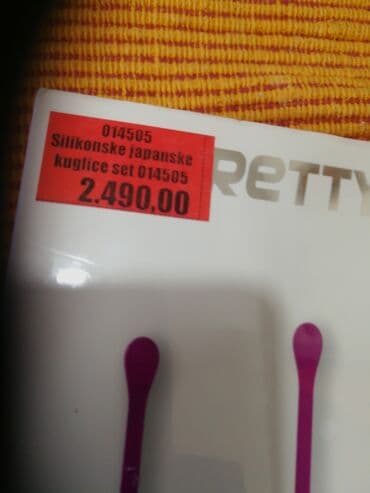 014505
Silikonske japanske
kuglice set 014505
2.490,00
RETTY